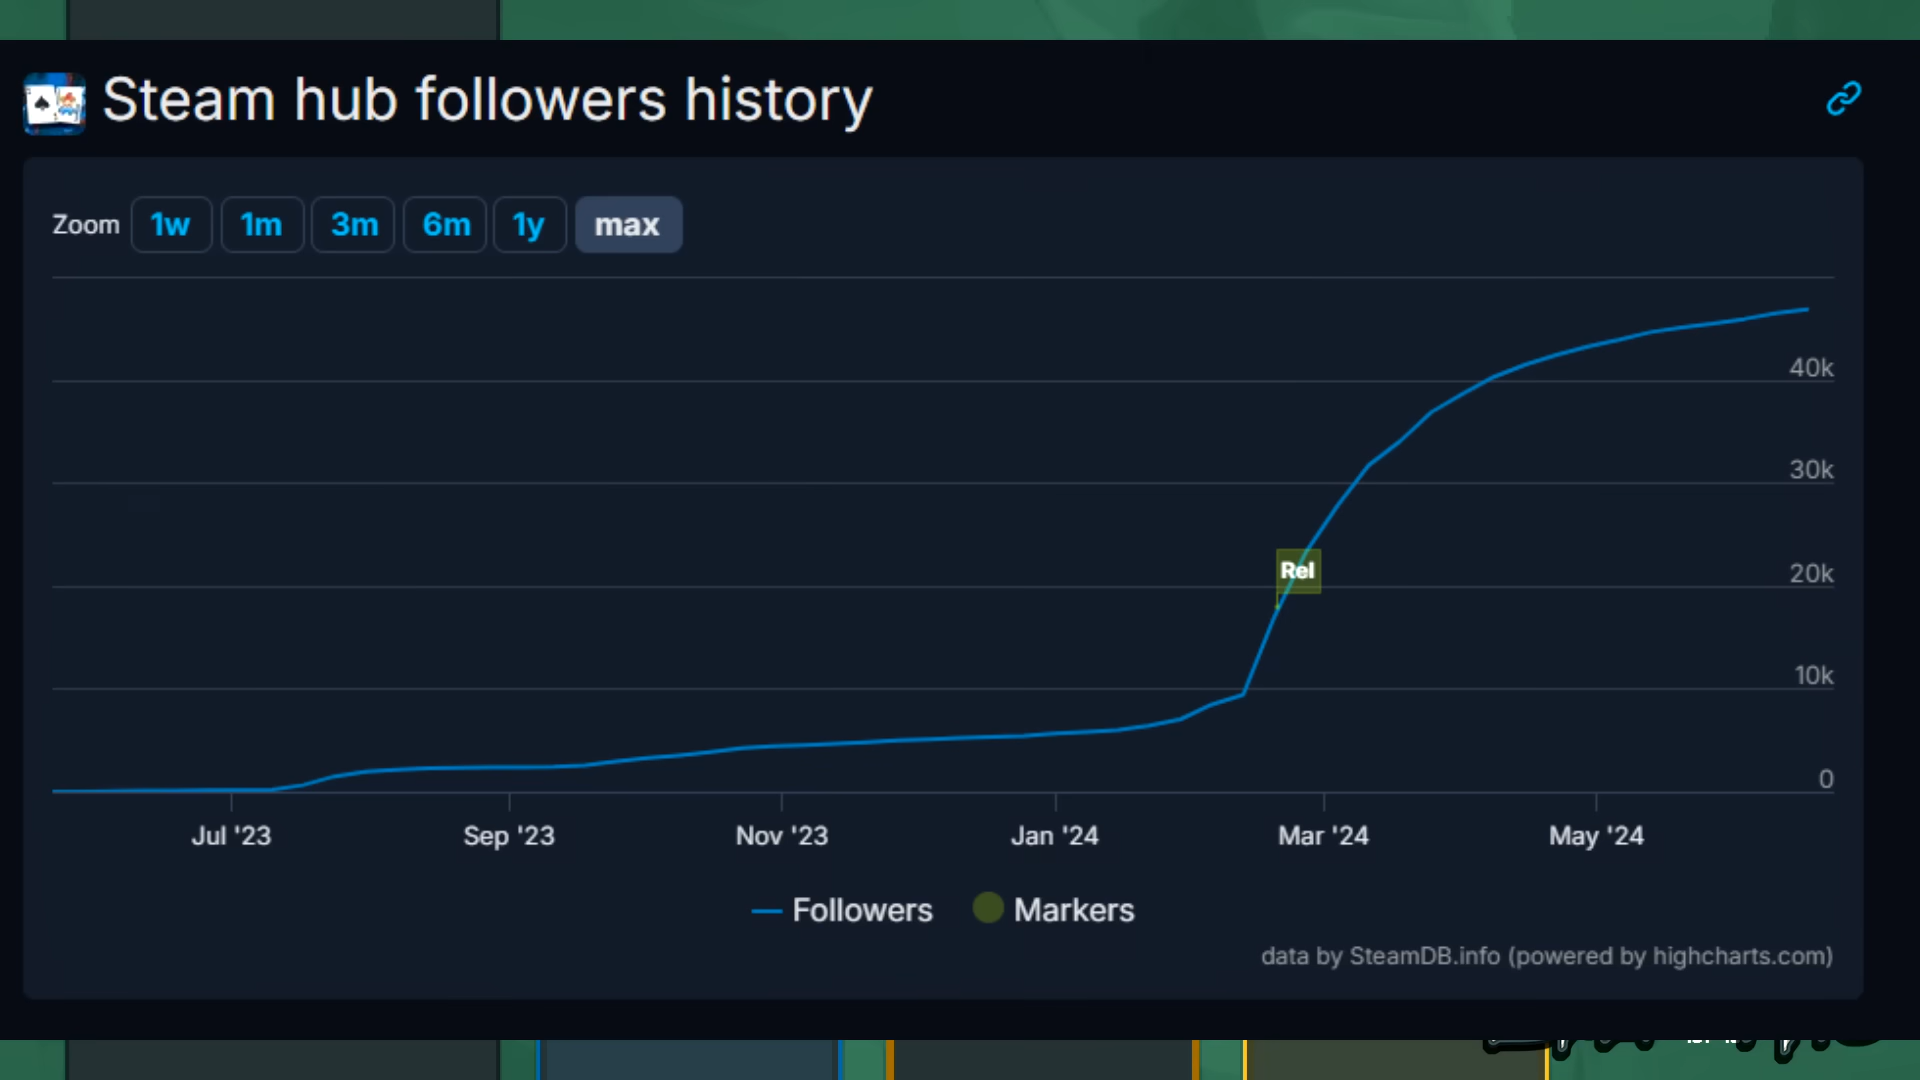 Steam hub followers history
Zoom 1w 1m 3m 6m 1y max
40k
30k
Rel
20k
10k
0
Jul '23 Sep '23 Nov '23 Jan '24 Mar '24 May '24
Followers Markers
data by SteamDB.info (powered by highcharts.com)